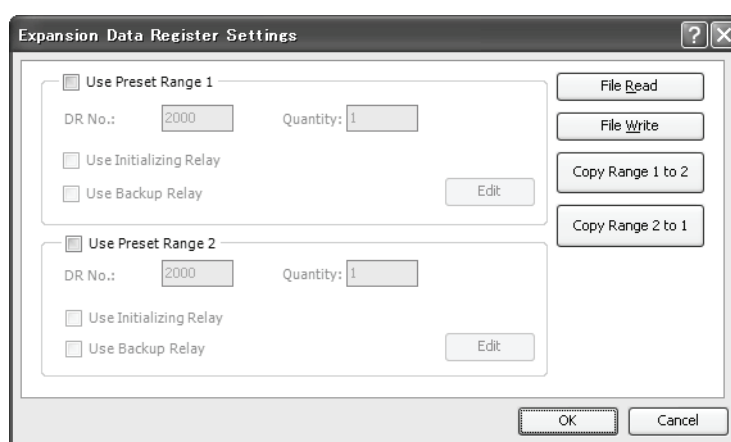 Expansion Data Register Settings
Use Preset Range 1
DR No.: 2000 Quantity: 1
Use Initializing Relay
Use Backup Relay
Edit
Use Preset Range 2
DR No.: 2000 Quantity: 1
Use Initializing Relay
Use Backup Relay
Edit
File Read
File Write
Copy Range 1 to 2
Copy Range 2 to 1
OK Cancel